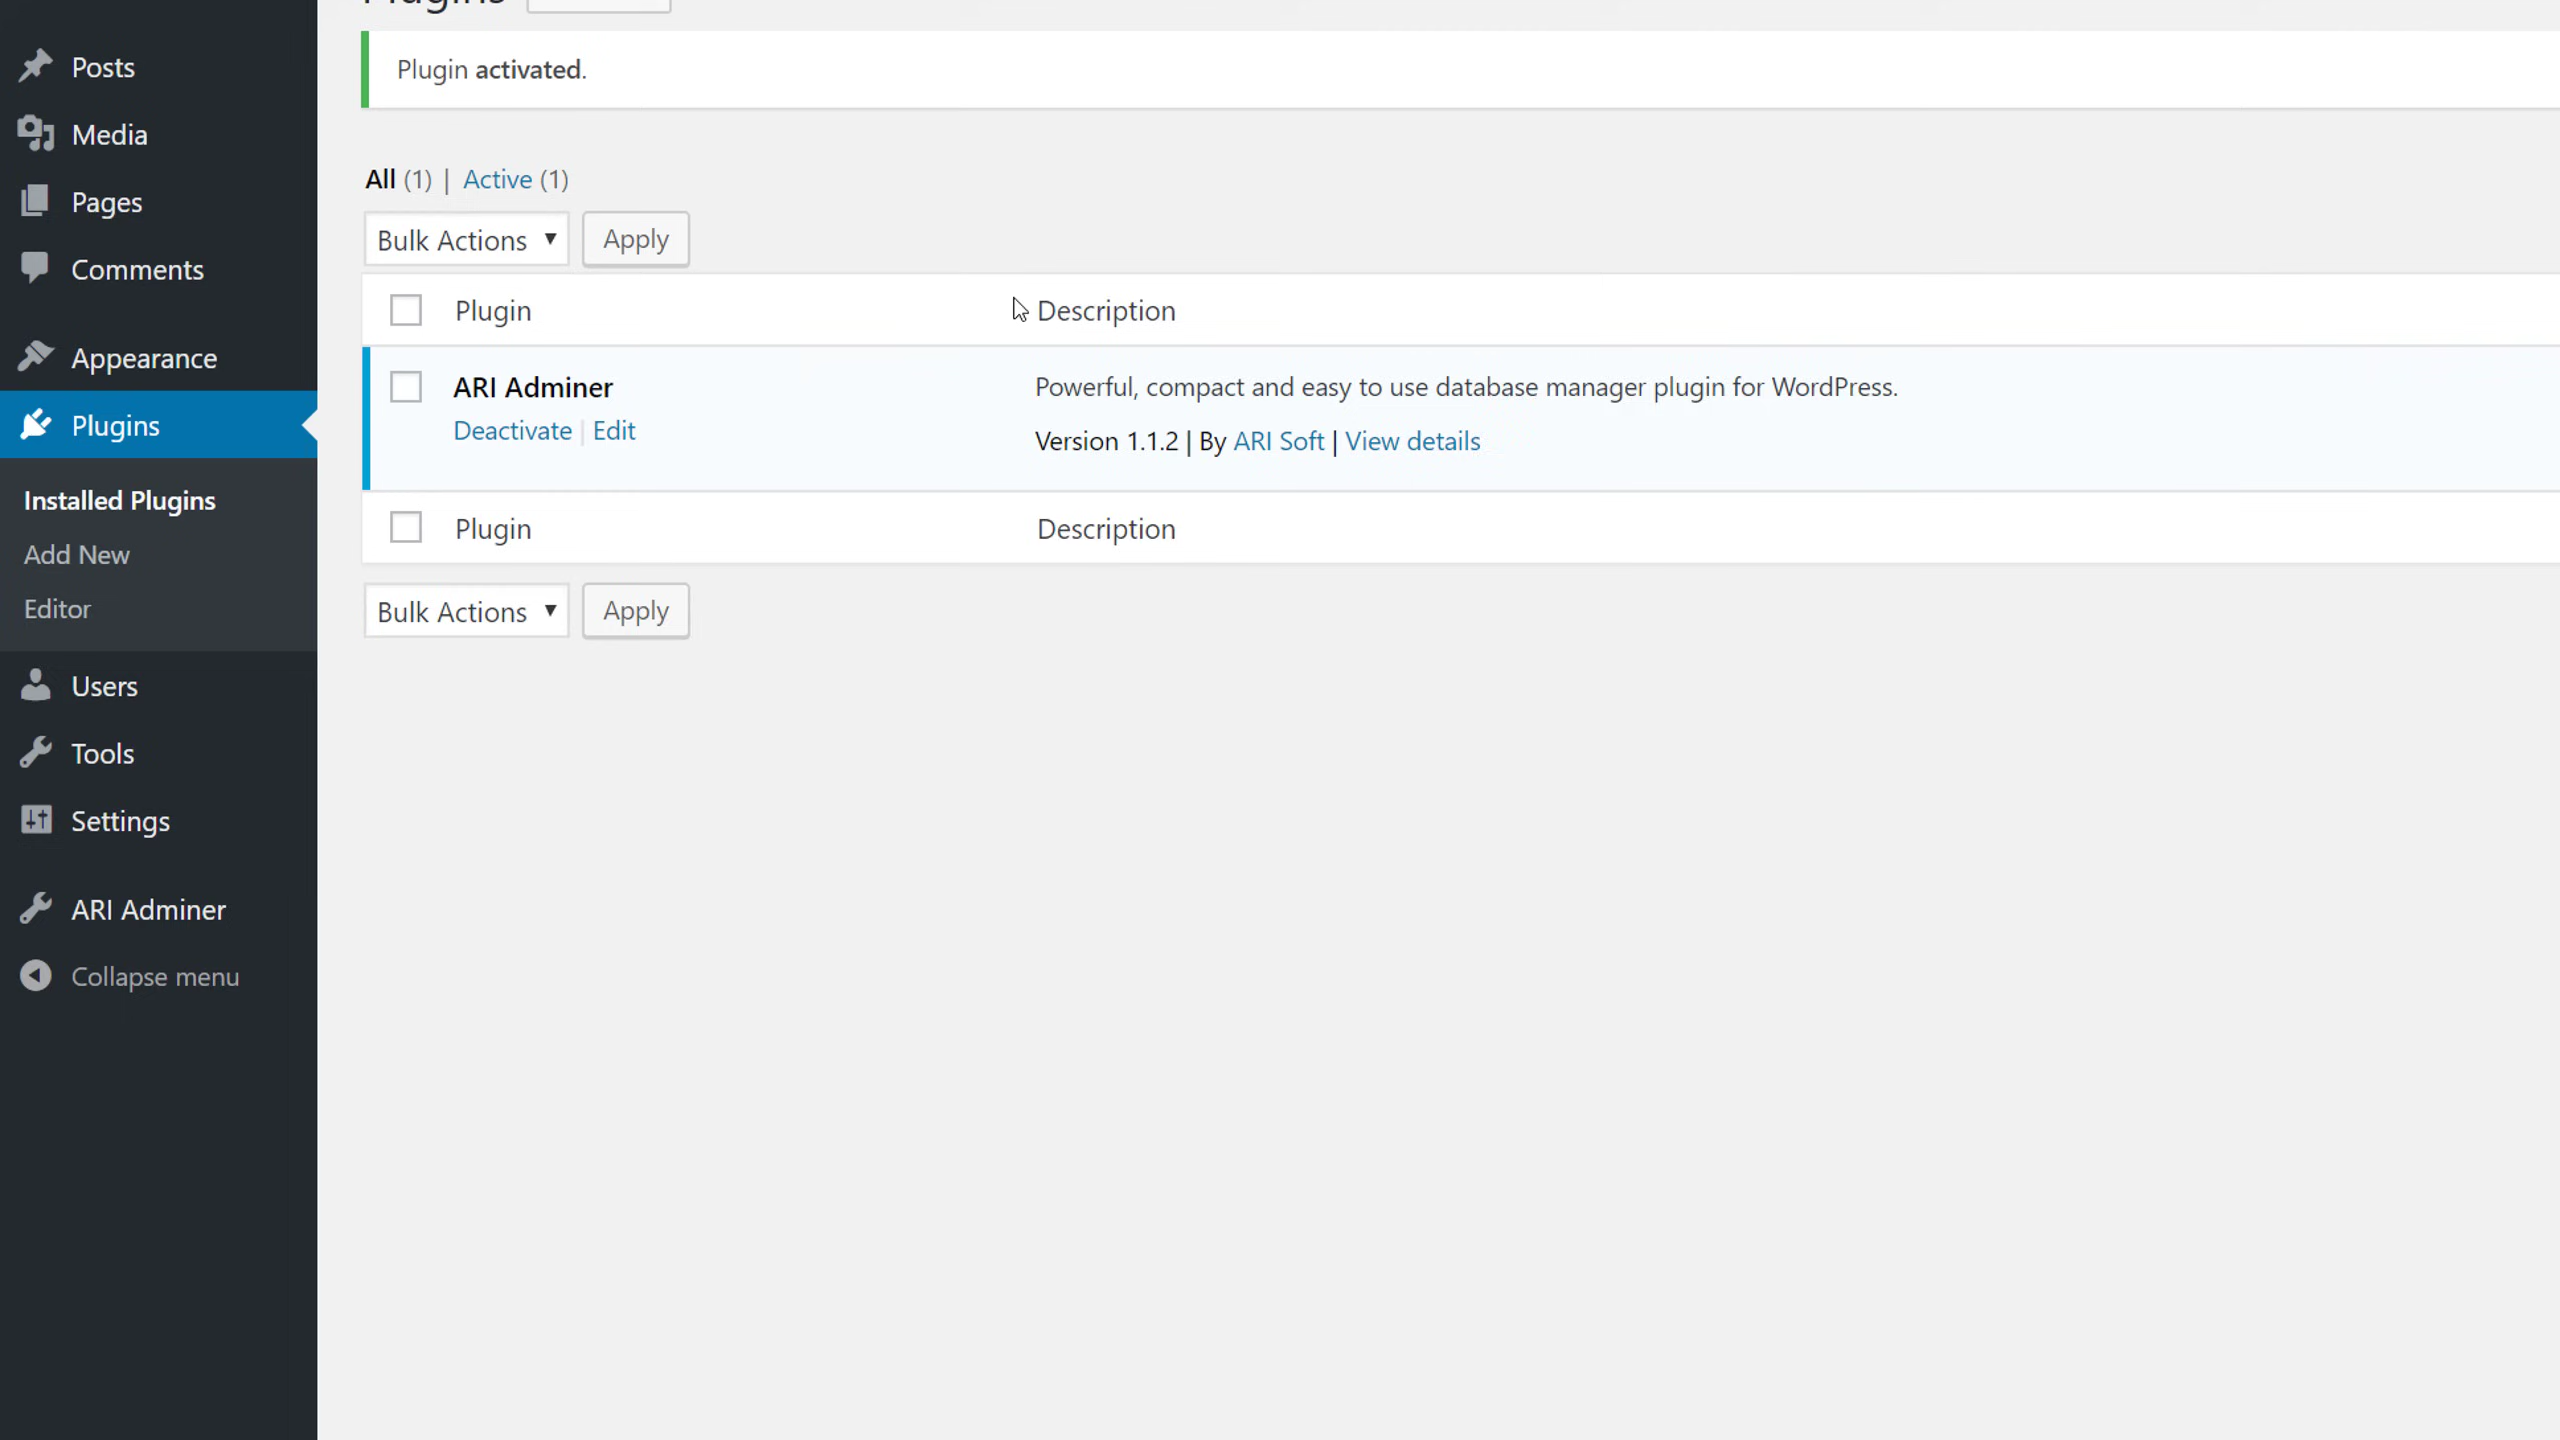 Plugins
Posts
Plugin activated.
Media
All (1) | Active (1)
Pages
Bulk Actions
Apply
Comments
Plugin
Description
Appearance
ARI Adminer
Powerful, compact and easy to use database manager plugin for WordPress.
Plugins
Deactivate | Edit
Version 1.1.2 | By ARI Soft | View details
Installed Plugins
Plugin
Description
Add New
Editor
Bulk Actions
Apply
Users
Tools
Settings
ARI Adminer
Collapse menu